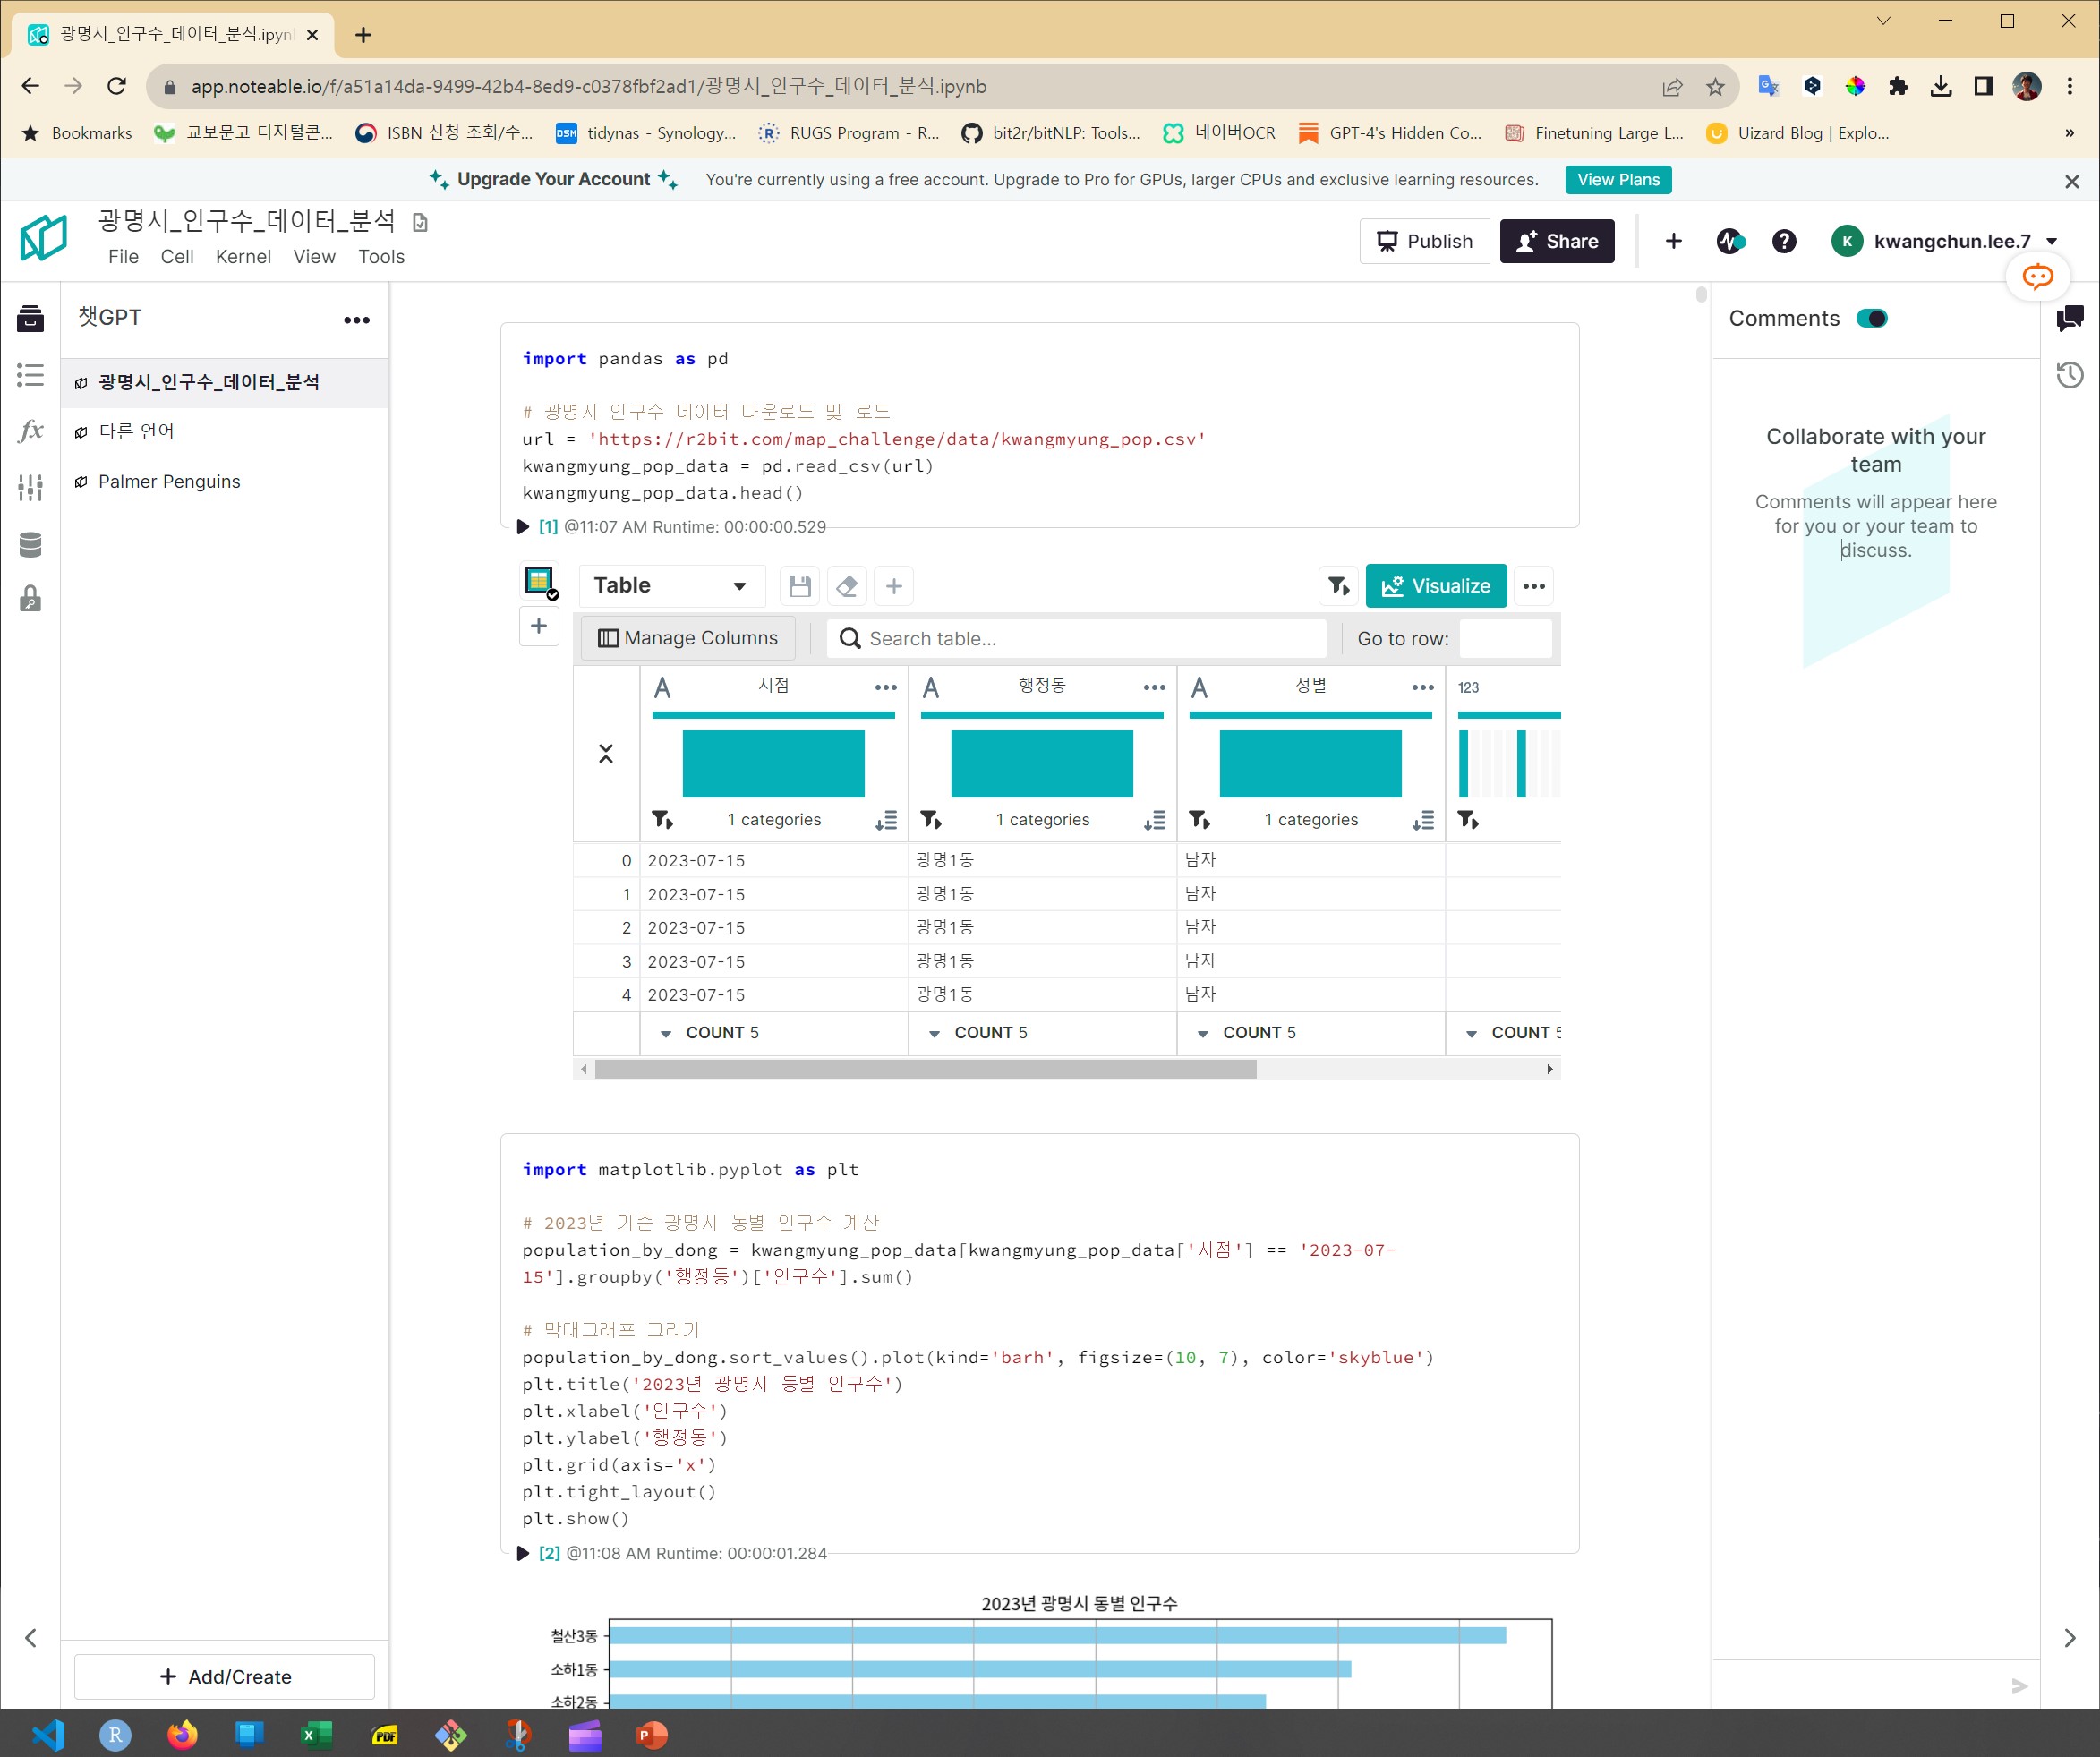 광명시_인구수_데이터_분석.ipyn
app.noteable.io/f/a51a14da-9499-42b4-8ed9-c0378fbf2ad1/광명시_인구수_데이터_분석.ipynb
Bookmarks 교보문고 디지털콘... ISBN 신청 조회/수... DSM tidynas - Synology... RUGS Program - R... bit2r/bitNLP: Tools... 네이버OCR GPT-4's Hidden Co... Finetuning Large L... Uizard Blog | Explo... »
Upgrade Your Account You're currently using a free account. Upgrade to Pro for GPUs, larger CPUs and exclusive learning resources. View Plans
광명시_인구수_데이터_분석
File Cell Kernel View Tools
Publish Share K kwangchun.lee.7
챗GPT
광명시_인구수_데이터_분석
다른 언어
Palmer Penguins
import pandas as pd
# 광명시 인구수 데이터 다운로드 및 로드
url = 'https://r2bit.com/map_challenge/data/kwangmyung_pop.csv'
kwangmyung_pop_data = pd.read_csv(url)
kwangmyung_pop_data.head()
[1] @11:07 AM Runtime: 00:00:00.529
Table Visualize
Manage Columns Search table... Go to row:
A 시점 A 행정동 A 성별 123
1 categories 1 categories 1 categories
0 2023-07-15 광명1동 남자
1 2023-07-15 광명1동 남자
2 2023-07-15 광명1동 남자
3 2023-07-15 광명1동 남자
4 2023-07-15 광명1동 남자
COUNT 5 COUNT 5 COUNT 5 COUNT 5
import matplotlib.pyplot as plt
# 2023년 기준 광명시 동별 인구수 계산
population_by_dong = kwangmyung_pop_data[kwangmyung_pop_data['시점'] == '2023-07-
15'].groupby('행정동')['인구수'].sum()
# 막대그래프 그리기
population_by_dong.sort_values().plot(kind='barh', figsize=(10, 7), color='skyblue')
plt.title('2023년 광명시 동별 인구수')
plt.xlabel('인구수')
plt.ylabel('행정동')
plt.grid(axis='x')
plt.tight_layout()
plt.show()
[2] @11:08 AM Runtime: 00:00:01.284
2023년 광명시 동별 인구수
철산3동
소하1동
소하2동
Comments
Collaborate with your
team
Comments will appear here
for you or your team to
discuss.
+ Add/Create
R
PDF
P